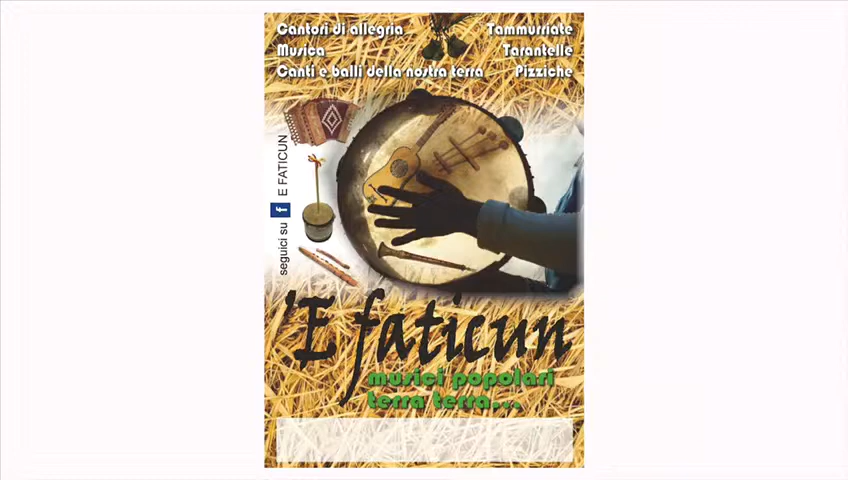 Cantori di allegria
Musica
Canti e balli della nostra terra
Tammurriate
Tarantelle
Pizziche
seguici su f E FATICUN
'E faticun
musici popolari
terra terra...